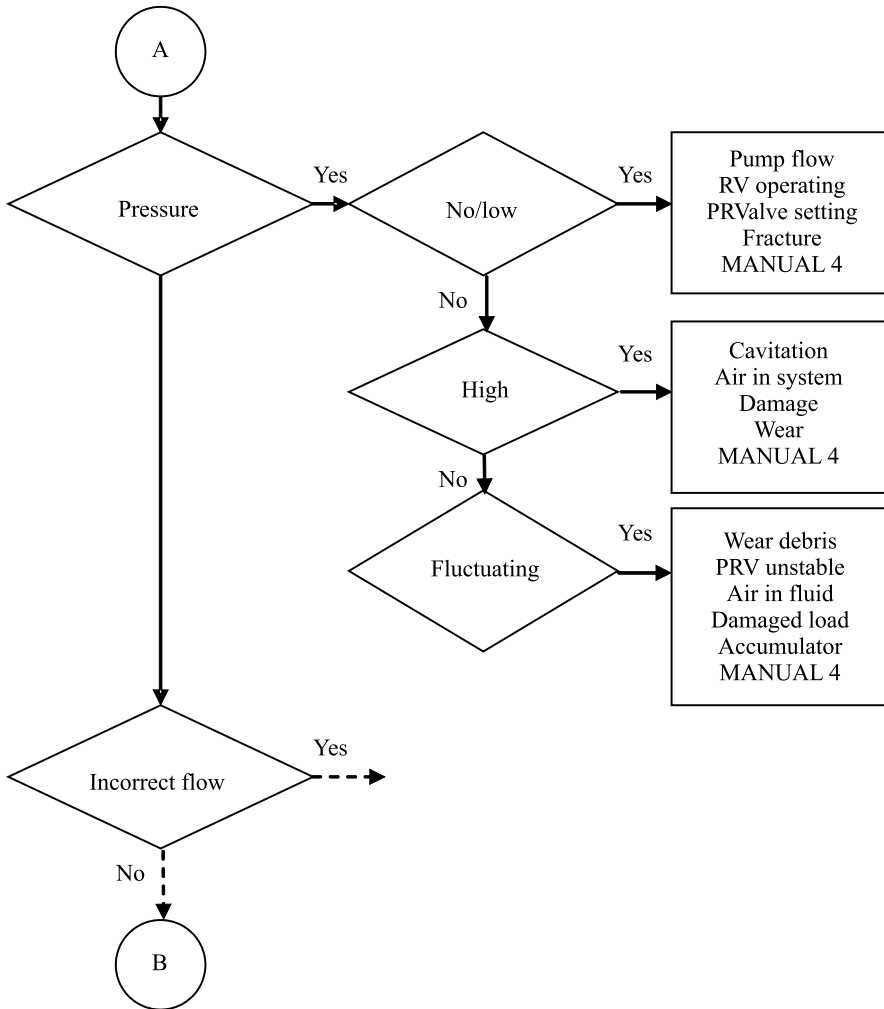 A
Pressure
Yes
No/low
Yes
Pump flow
RV operating
PRValve setting
Fracture
MANUAL 4
No
High
Yes
Cavitation
Air in system
Damage
Wear
MANUAL 4
No
Fluctuating
Yes
Wear debris
PRV unstable
Air in fluid
Damaged load
Accumulator
MANUAL 4
Incorrect flow
Yes
No
B